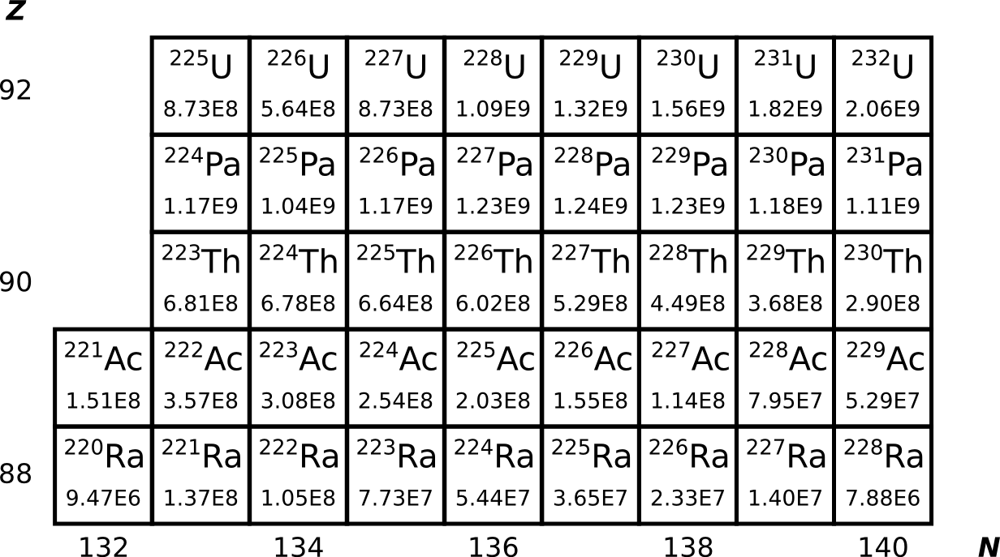 Z
²²⁵U ²²⁶U ²²⁷U ²²⁸U ²²⁹U ²³⁰U ²³¹U ²³²U
92
8.73E8 5.64E8 8.73E8 1.09E9 1.32E9 1.56E9 1.82E9 2.06E9
²²⁴Pa ²²⁵Pa ²²⁶Pa ²²⁷Pa ²²⁸Pa ²²⁹Pa ²³⁰Pa ²³¹Pa
1.17E9 1.04E9 1.17E9 1.23E9 1.24E9 1.23E9 1.18E9 1.11E9
²²³Th ²²⁴Th ²²⁵Th ²²⁶Th ²²⁷Th ²²⁸Th ²²⁹Th ²³⁰Th
90
6.81E8 6.78E8 6.64E8 6.02E8 5.29E8 4.49E8 3.68E8 2.90E8
²²¹Ac ²²²Ac ²²³Ac ²²⁴Ac ²²⁵Ac ²²⁶Ac ²²⁷Ac ²²⁸Ac ²²⁹Ac
1.51E8 3.57E8 3.08E8 2.54E8 2.03E8 1.55E8 1.14E8 7.95E7 5.29E7
²²⁰Ra ²²¹Ra ²²²Ra ²²³Ra ²²⁴Ra ²²⁵Ra ²²⁶Ra ²²⁷Ra ²²⁸Ra
88
9.47E6 1.37E8 1.05E8 7.73E7 5.44E7 3.65E7 2.33E7 1.40E7 7.88E6
132 134 136 138 140 N